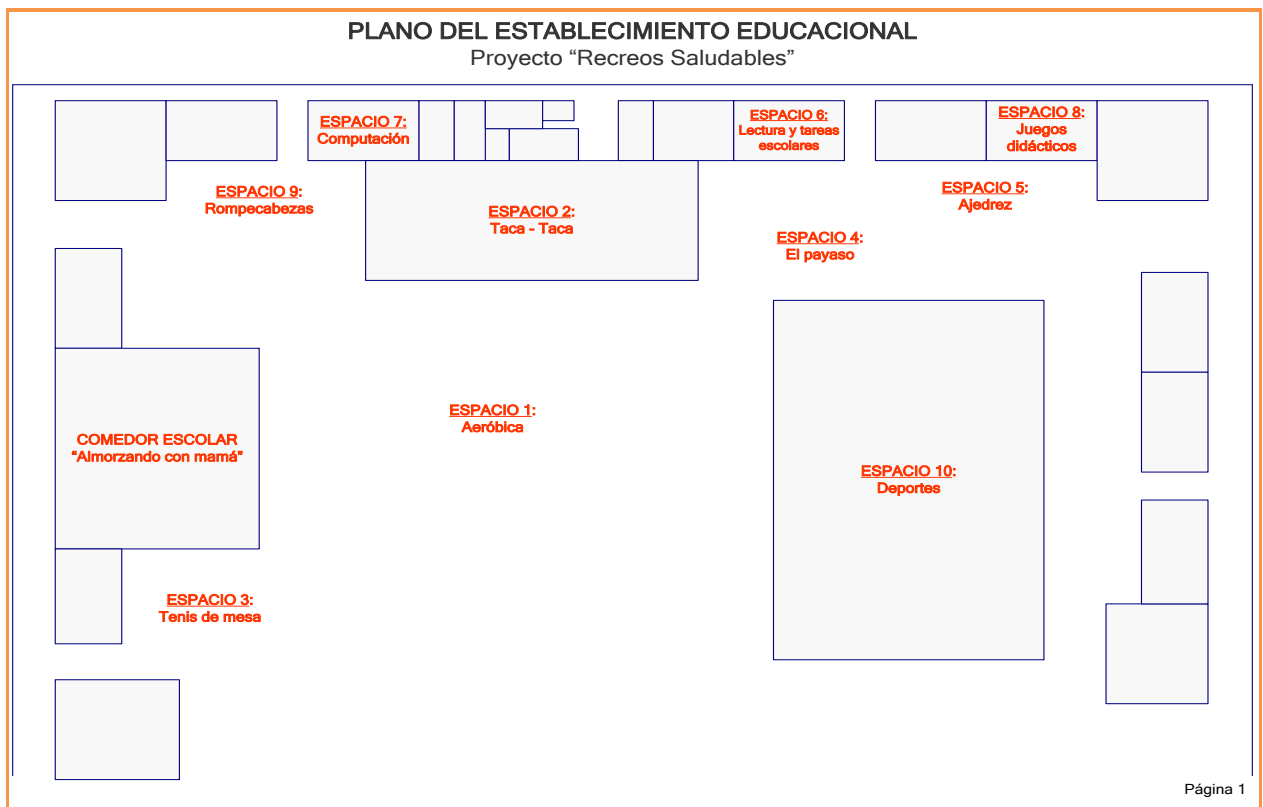 PLANO DEL ESTABLECIMIENTO EDUCACIONAL
Proyecto “Recreos Saludables”
ESPACIO 7:
Computación
ESPACIO 6:
Lectura y tareas
escolares
ESPACIO 8:
Juegos
didácticos
ESPACIO 9:
Rompecabezas
ESPACIO 2:
Taca - Taca
ESPACIO 5:
Ajedrez
ESPACIO 4:
El payaso
ESPACIO 1:
Aeróbica
COMEDOR ESCOLAR
“Almorzando con mamá”
ESPACIO 10:
Deportes
ESPACIO 3:
Tenis de mesa
Página 1